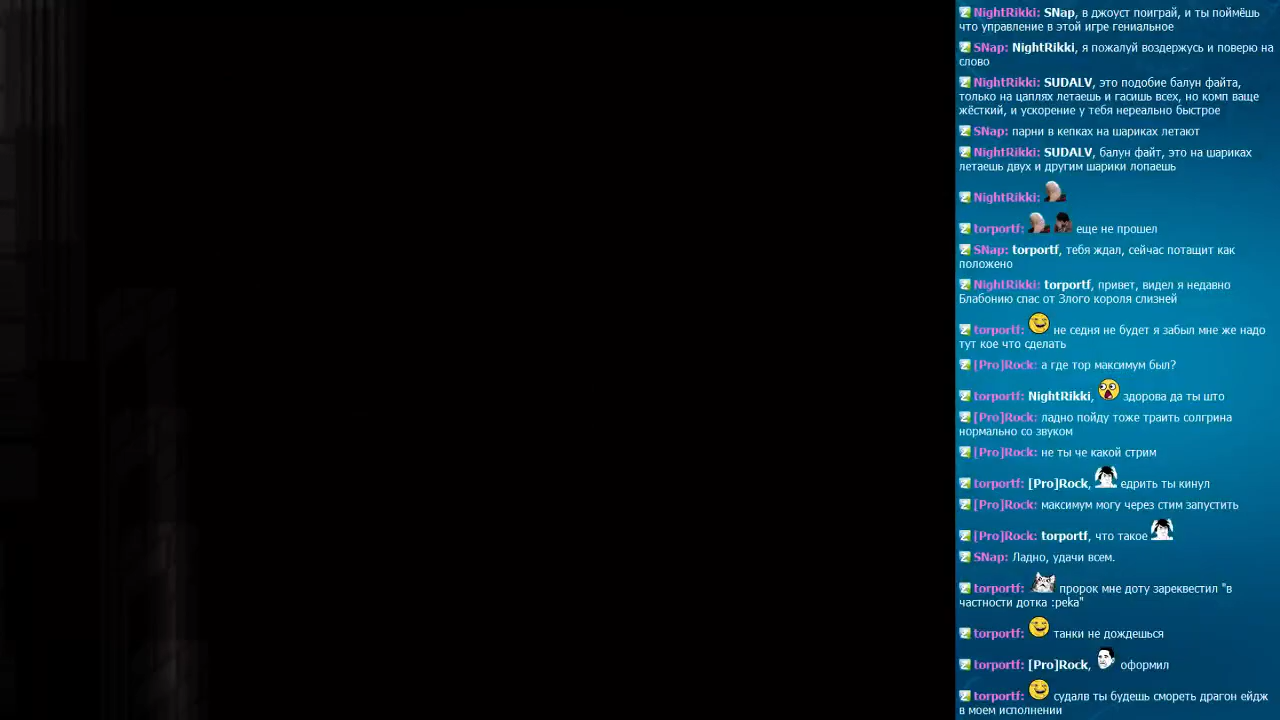 NightRikki: SNap, в джоуст поиграй, и ты поймёшь
что управление в этой игре гениальное
SNap: NightRikki, я пожалуй воздержусь и поверю на
слово
NightRikki: SUDALV, это подобие балун файта,
только на цаплях летаешь и гасишь всех, но комп ваще
жёсткий, и ускорение у тебя нереально быстрое
SNap: парни в кепках на шариках летают
NightRikki: SUDALV, балун файт, это на шариках
летаешь двух и другим шарики лопаешь
NightRikki:
torportf: еще не прошел
SNap: torportf, тебя ждал, сейчас потащит как
положено
NightRikki: torportf, привет, видел я недавно
Блабонию спас от Злого короля слизней
torportf: не седня не будет я забыл мне же надо
тут кое что сделать
[Pro]Rock: а где тор максимум был?
torportf: NightRikki, здорова да ты што
[Pro]Rock: ладно пойду тоже траить солгрина
нормально со звуком
[Pro]Rock: не ты че какой стрим
torportf: [Pro]Rock, едрить ты кинул
[Pro]Rock: максимум могу через стим запустить
[Pro]Rock: torportf, что такое
SNap: Ладно, удачи всем.
torportf: пророк мне доту зареквестил "в
частности дотка :peka"
torportf: танки не дождешься
torportf: [Pro]Rock, оформил
torportf: судалв ты будешь смореть драгон ейдж
в моем исполнении